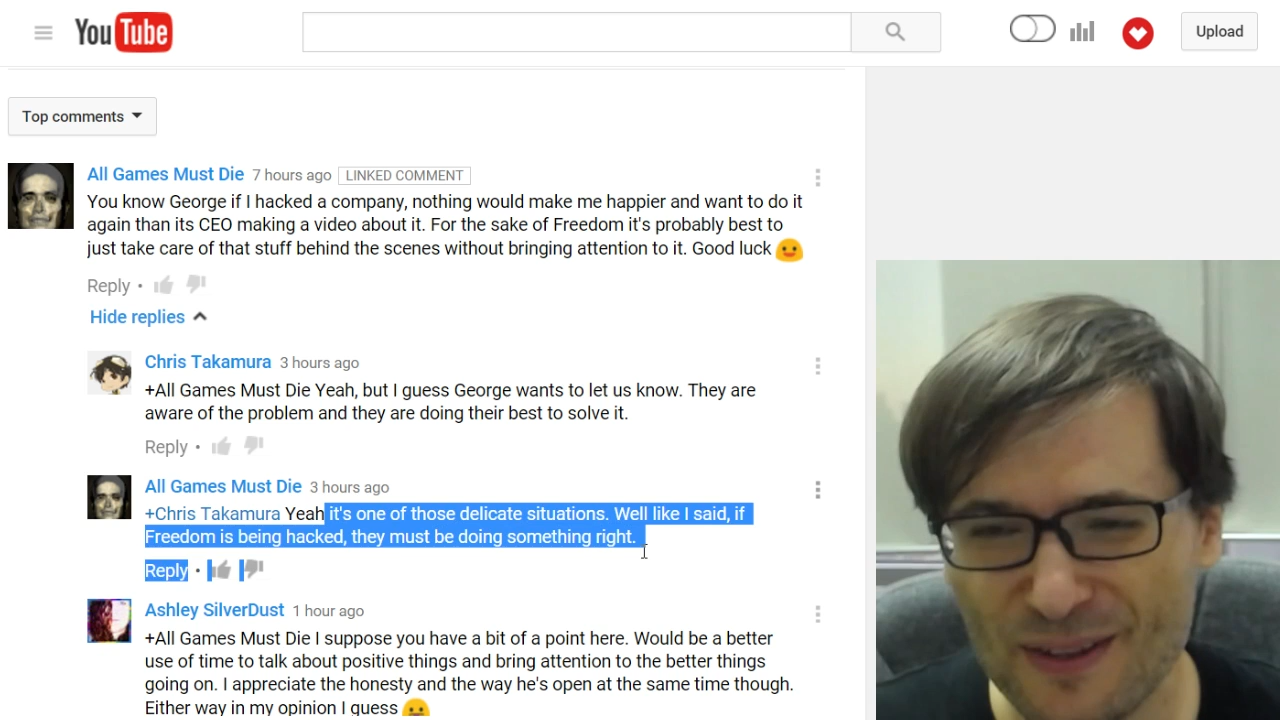 YouTube
Upload
Top comments
All Games Must Die 7 hours ago LINKED COMMENT
You know George if I hacked a company, nothing would make me happier and want to do it
again than its CEO making a video about it. For the sake of Freedom it's probably best to
just take care of that stuff behind the scenes without bringing attention to it. Good luck
Reply •
Hide replies
Chris Takamura 3 hours ago
+All Games Must Die Yeah, but I guess George wants to let us know. They are
aware of the problem and they are doing their best to solve it.
Reply •
All Games Must Die 3 hours ago
+Chris Takamura Yeah it's one of those delicate situations. Well like I said, if
Freedom is being hacked, they must be doing something right.
Reply •
Ashley SilverDust 1 hour ago
+All Games Must Die I suppose you have a bit of a point here. Would be a better
use of time to talk about positive things and bring attention to the better things
going on. I appreciate the honesty and the way he's open at the same time though.
Either way in my opinion I guess